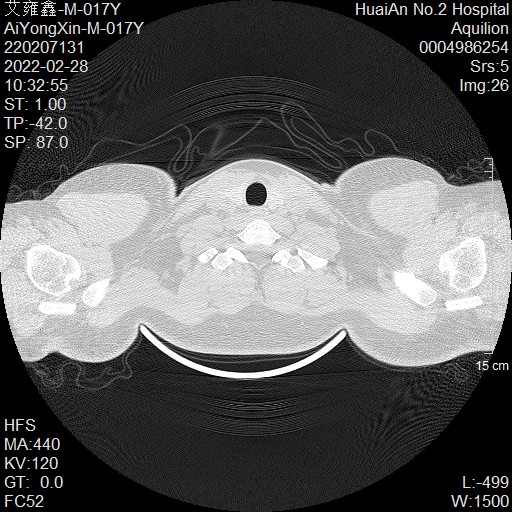 艾雍鑫-M-017Y
AiYongXin-M-017Y
220207131
2022-02-28
10:32:55
ST: 1.00
TP:-42.0
SP: 87.0
HuaiAn No.2 Hospital
Aquilion
0004986254
Srs:5
Img:26
15 cm
HFS
MA:440
KV:120
GT: 0.0
FC52
L:-499
W:1500